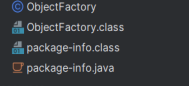 ObjectFactory
ObjectFactory.class
package-info.class
package-info.java